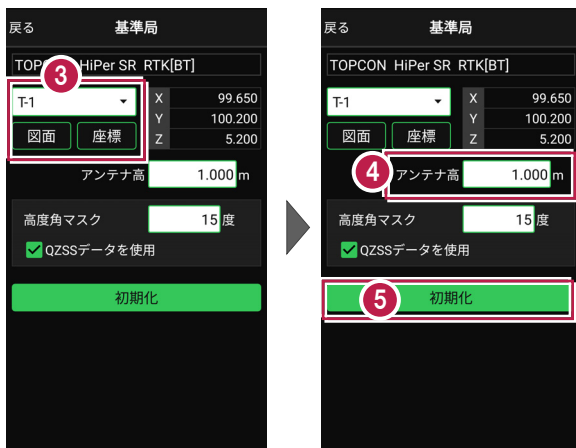 戻る 基準局
TOPCON HiPer SR RTK[BT]
3
T-1 X 99.650
Y 100.200
図面 座標 Z 5.200
アンテナ高 1.000 m
高度角マスク 15 度
QZSSデータを使用
初期化
戻る 基準局
TOPCON HiPer SR RTK[BT]
T-1 X 99.650
Y 100.200
図面 座標 Z 5.200
4 アンテナ高 1.000 m
高度角マスク 15 度
QZSSデータを使用
5 初期化